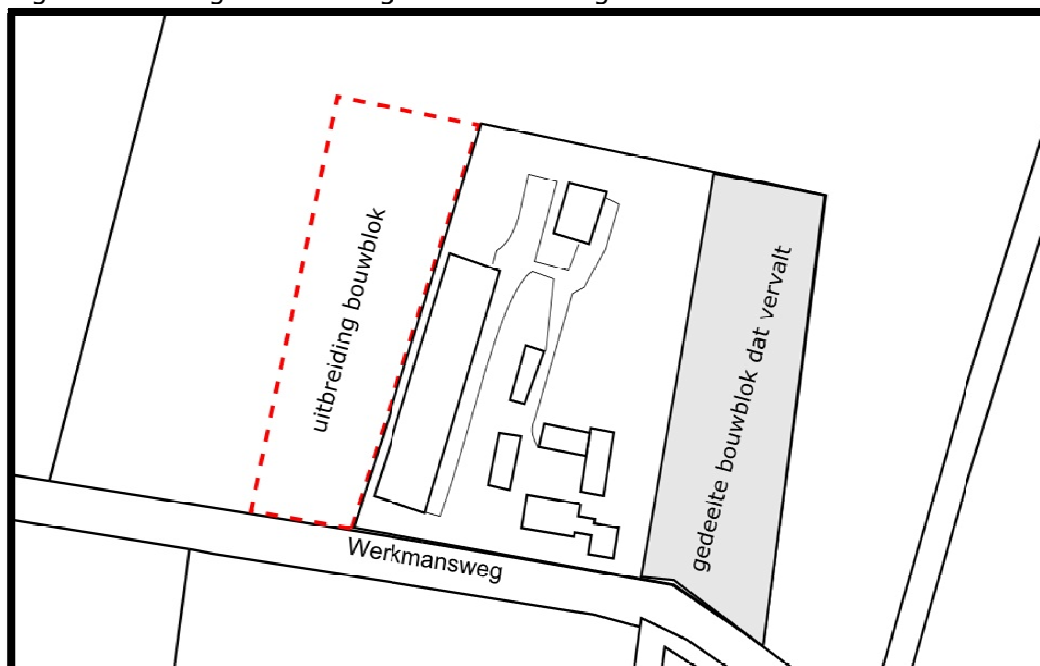 uitbreiding bouwblok
gedeelte bouwblok dat vervalt
Werkmansweg